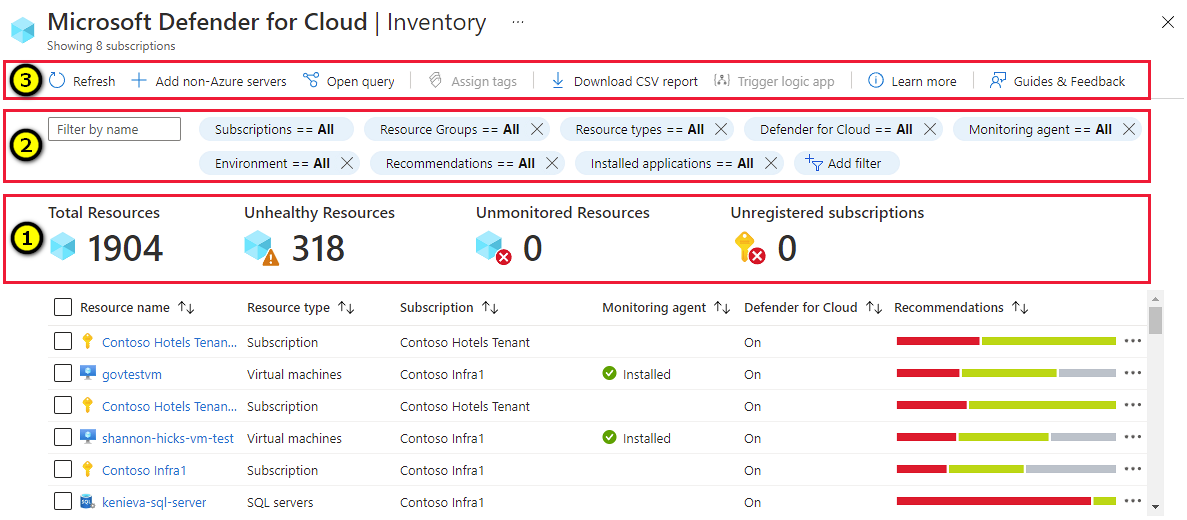 Microsoft Defender for Cloud | Inventory ...
Showing 8 subscriptions
3 Refresh Add non-Azure servers Open query Assign tags Download CSV report Trigger logic app Learn more Guides & Feedback
Filter by name Subscriptions == All Resource Groups == All Resource types == All Defender for Cloud == All Monitoring agent == All
2
Environment == All Recommendations == All Installed applications == All Add filter
Total Resources Unhealthy Resources Unmonitored Resources Unregistered subscriptions
1 1904 318 0 0
Resource name Resource type Subscription Monitoring agent Defender for Cloud Recommendations
Contoso Hotels Tenan... Subscription Contoso Hotels Tenant On
govtestvm Virtual machines Contoso Infra1 Installed On
Contoso Hotels Tenan... Subscription Contoso Hotels Tenant On
shannon-hicks-vm-test Virtual machines Contoso Infra1 Installed On
Contoso Infra1 Subscription Contoso Infra1 On
kenieva-sql-server SQL servers Contoso Infra1 On